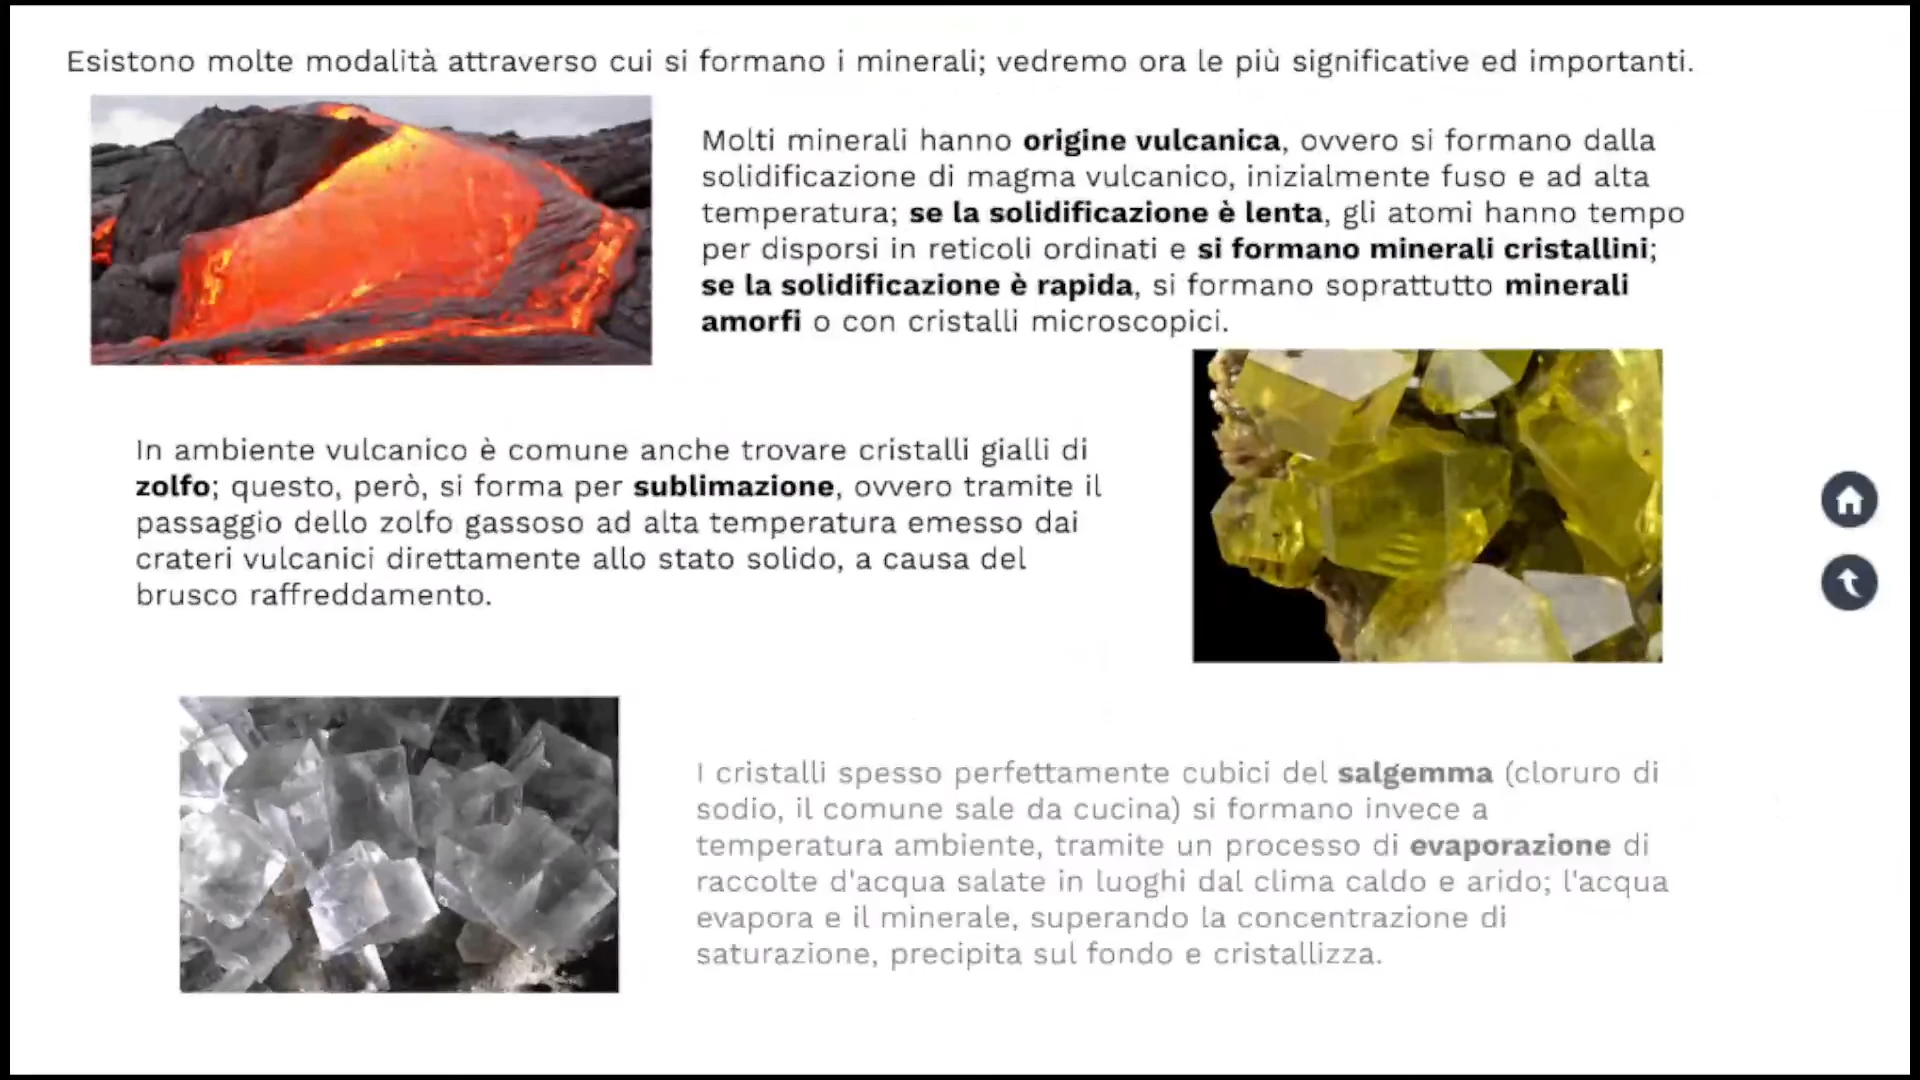 Esistono molte modalità attraverso cui si formano i minerali; vedremo ora le più significative ed importanti.
Molti minerali hanno origine vulcanica, ovvero si formano dalla
solidificazione di magma vulcanico, inizialmente fuso e ad alta
temperatura; se la solidificazione è lenta, gli atomi hanno tempo
per disporsi in reticoli ordinati e si formano minerali cristallini;
se la solidificazione è rapida, si formano soprattutto minerali
amorfi o con cristalli microscopici.
In ambiente vulcanico è comune anche trovare cristalli gialli di
zolfo; questo, però, si forma per sublimazione, ovvero tramite il
passaggio dello zolfo gassoso ad alta temperatura emesso dai
crateri vulcanici direttamente allo stato solido, a causa del
brusco raffreddamento.
I cristalli spesso perfettamente cubici del salgemma (cloruro di
sodio, il comune sale da cucina) si formano invece a
temperatura ambiente, tramite un processo di evaporazione di
raccolte d'acqua salate in luoghi dal clima caldo e arido; l'acqua
evapora e il minerale, superando la concentrazione di
saturazione, precipita sul fondo e cristallizza.